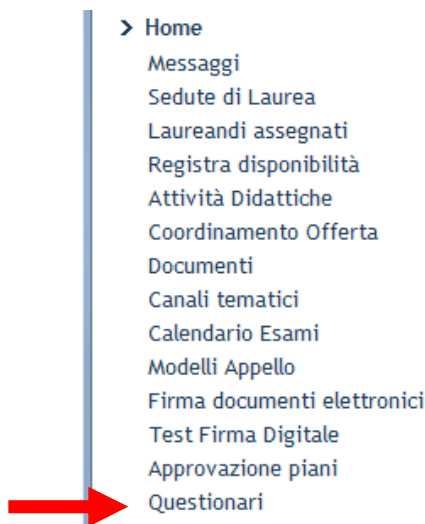 > Home
Messaggi
Sedute di Laurea
Laureandi assegnati
Registra disponibilità
Attività Didattiche
Coordinamento Offerta
Documenti
Canali tematici
Calendario Esami
Modelli Appello
Firma documenti elettronici
Test Firma Digitale
Approvazione piani
Questionari